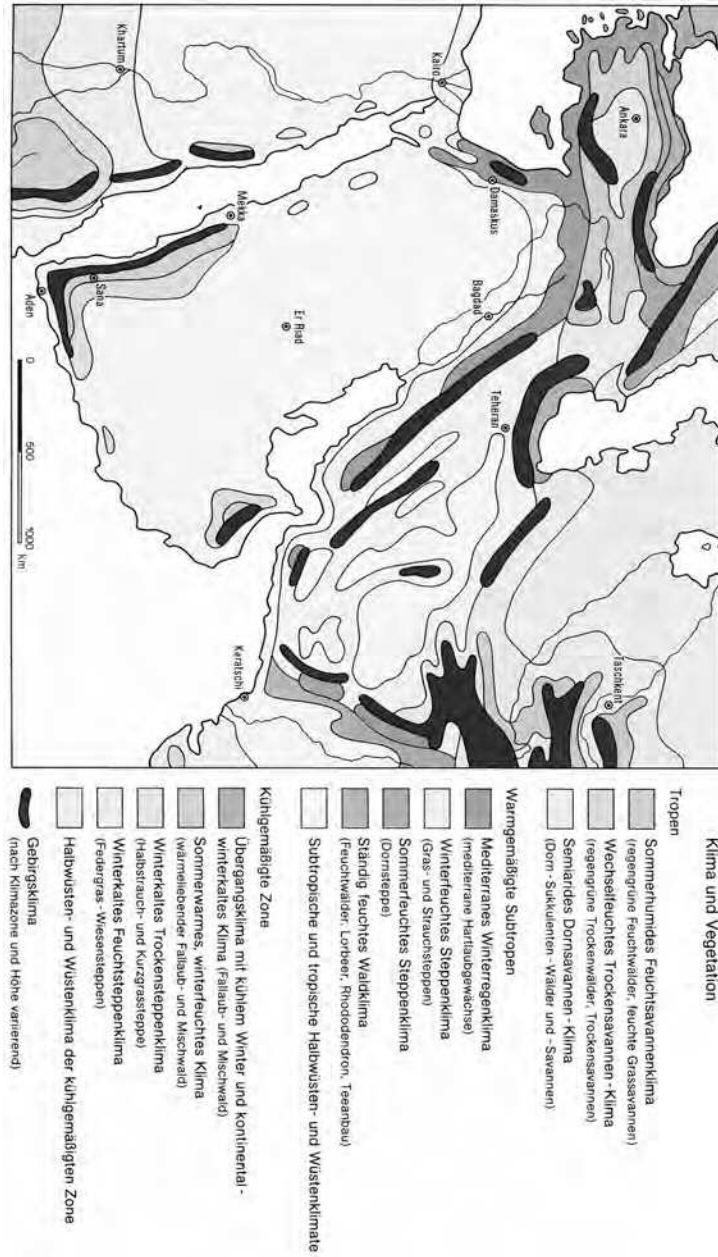 Klima und Vegetation
Tropen
Sommerhumides Feuchtsavannenklima
(regengrüne Feuchtwälder, feuchte Grassavannen)
Wechselfeuchtes Trockensavannen-Klima
(regengrüne Trockenwälder, Trockensavannen)
Semiarides Dornsavannen-Klima
(Dorn-Sukkulenten-Wälder und -Savannen)
Warmgemäßigte Subtropen
Mediterranes Winterregenklima
(mediterrane Hartlaubgewächse)
Winterfeuchtes Steppenklima
(Gras- und Strauchsteppen)
Sommerfeuchtes Steppenklima
(Dornsteppe)
Ständig feuchtes Waldklima
(Feuchtwälder, Lorbeer, Rhododendron, Teeanbau)
Subtropische und tropische Halbwüsten- und Wüstenklimate
Kühlgemäßigte Zone
Übergangsklima mit kühlem Winter und kontinental-
winterkaltes Klima (Fallaub- und Mischwald)
Sommerwarmes, winterfeuchtes Klima
(wärmeliebender Fallaub- und Mischwald)
Winterkaltes Trockensteppenklima
(Halbstrauch- und Kurzgrassteppe)
Winterkaltes Feuchtsteppenklima
(Federgras-Wiesensteppen)
Halbwüsten- und Wüstenklima der kühlgemäßigten Zone
Gebirgsklima
(nach Klimazone und Höhe variierend)
Ankara
Taschkent
Teheran
Damaskus
Bagdad
Kairo
Er Riad
Keratschi
Mekka
Khartum
Sana
Aden
0 500 1000 km